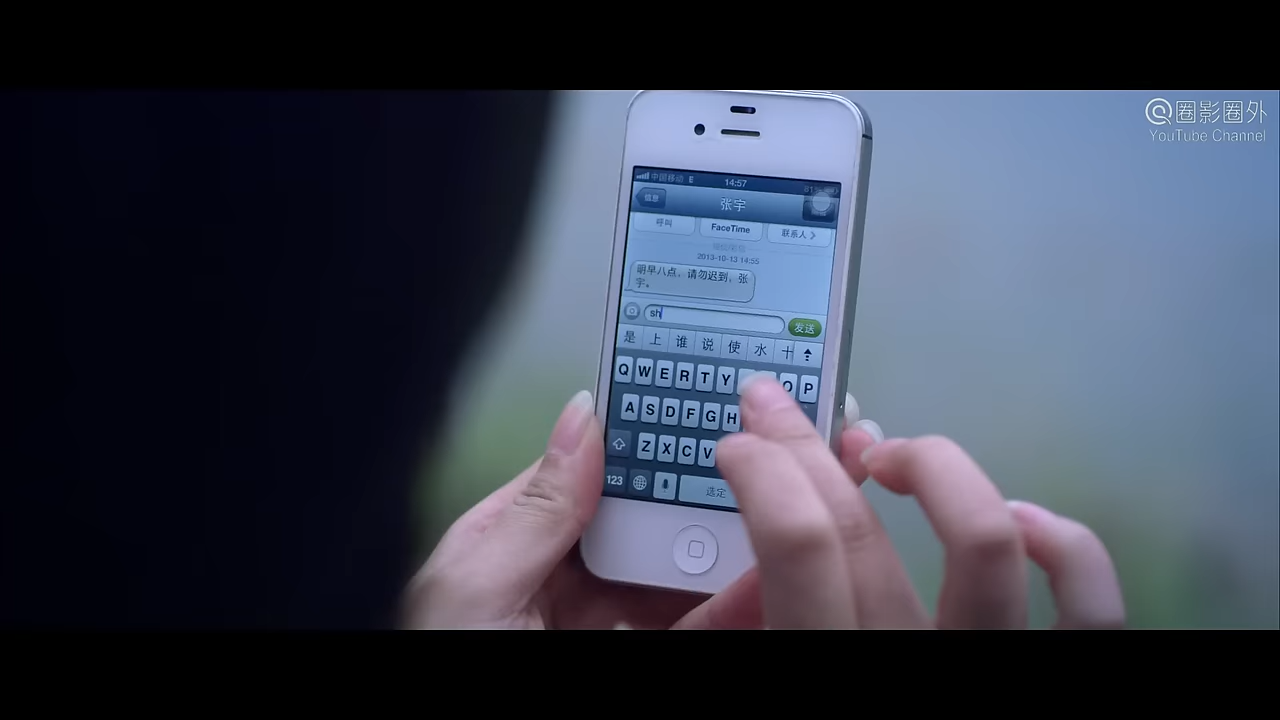 圈影圈外
YouTube Channel
中国移动 E 14:57 81%
信息 张宇
呼叫 FaceTime 联系人
2013-10-13 14:55
明早八点，请勿迟到，张
宇。
sh 发送
是 上 谁 说 使 水 十
Q W E R T Y O P
A S D F G H
Z X C V
123 选定